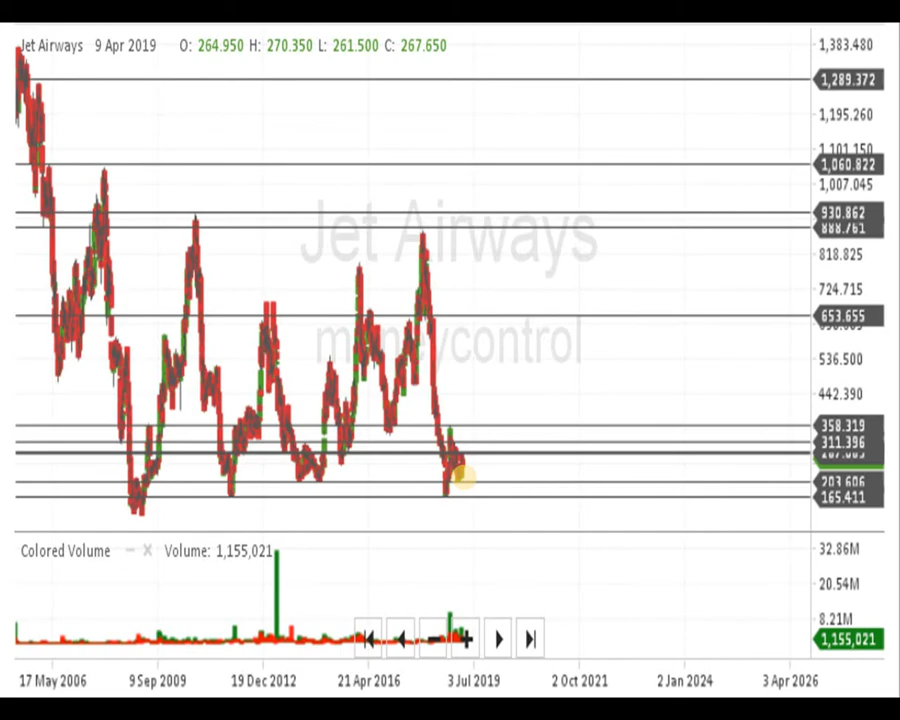 Jet Airways 9 Apr 2019 O: 264.950 H: 270.350 L: 261.500 C: 267.650
1,383.480
1,289.372
1,195.260
1,101.150
1,060.822
1,007.045
930.862
888.761
Jet Airways
818.825
724.715
653.655
moneycontrol
536.500
442.390
358.319
311.396
203.606
165.411
Colored Volume Volume: 1,155,021
32.86M
20.54M
8.21M
1,155,021
17 May 2006 9 Sep 2009 19 Dec 2012 21 Apr 2016 3 Jul 2019 2 Oct 2021 2 Jan 2024 3 Apr 2026